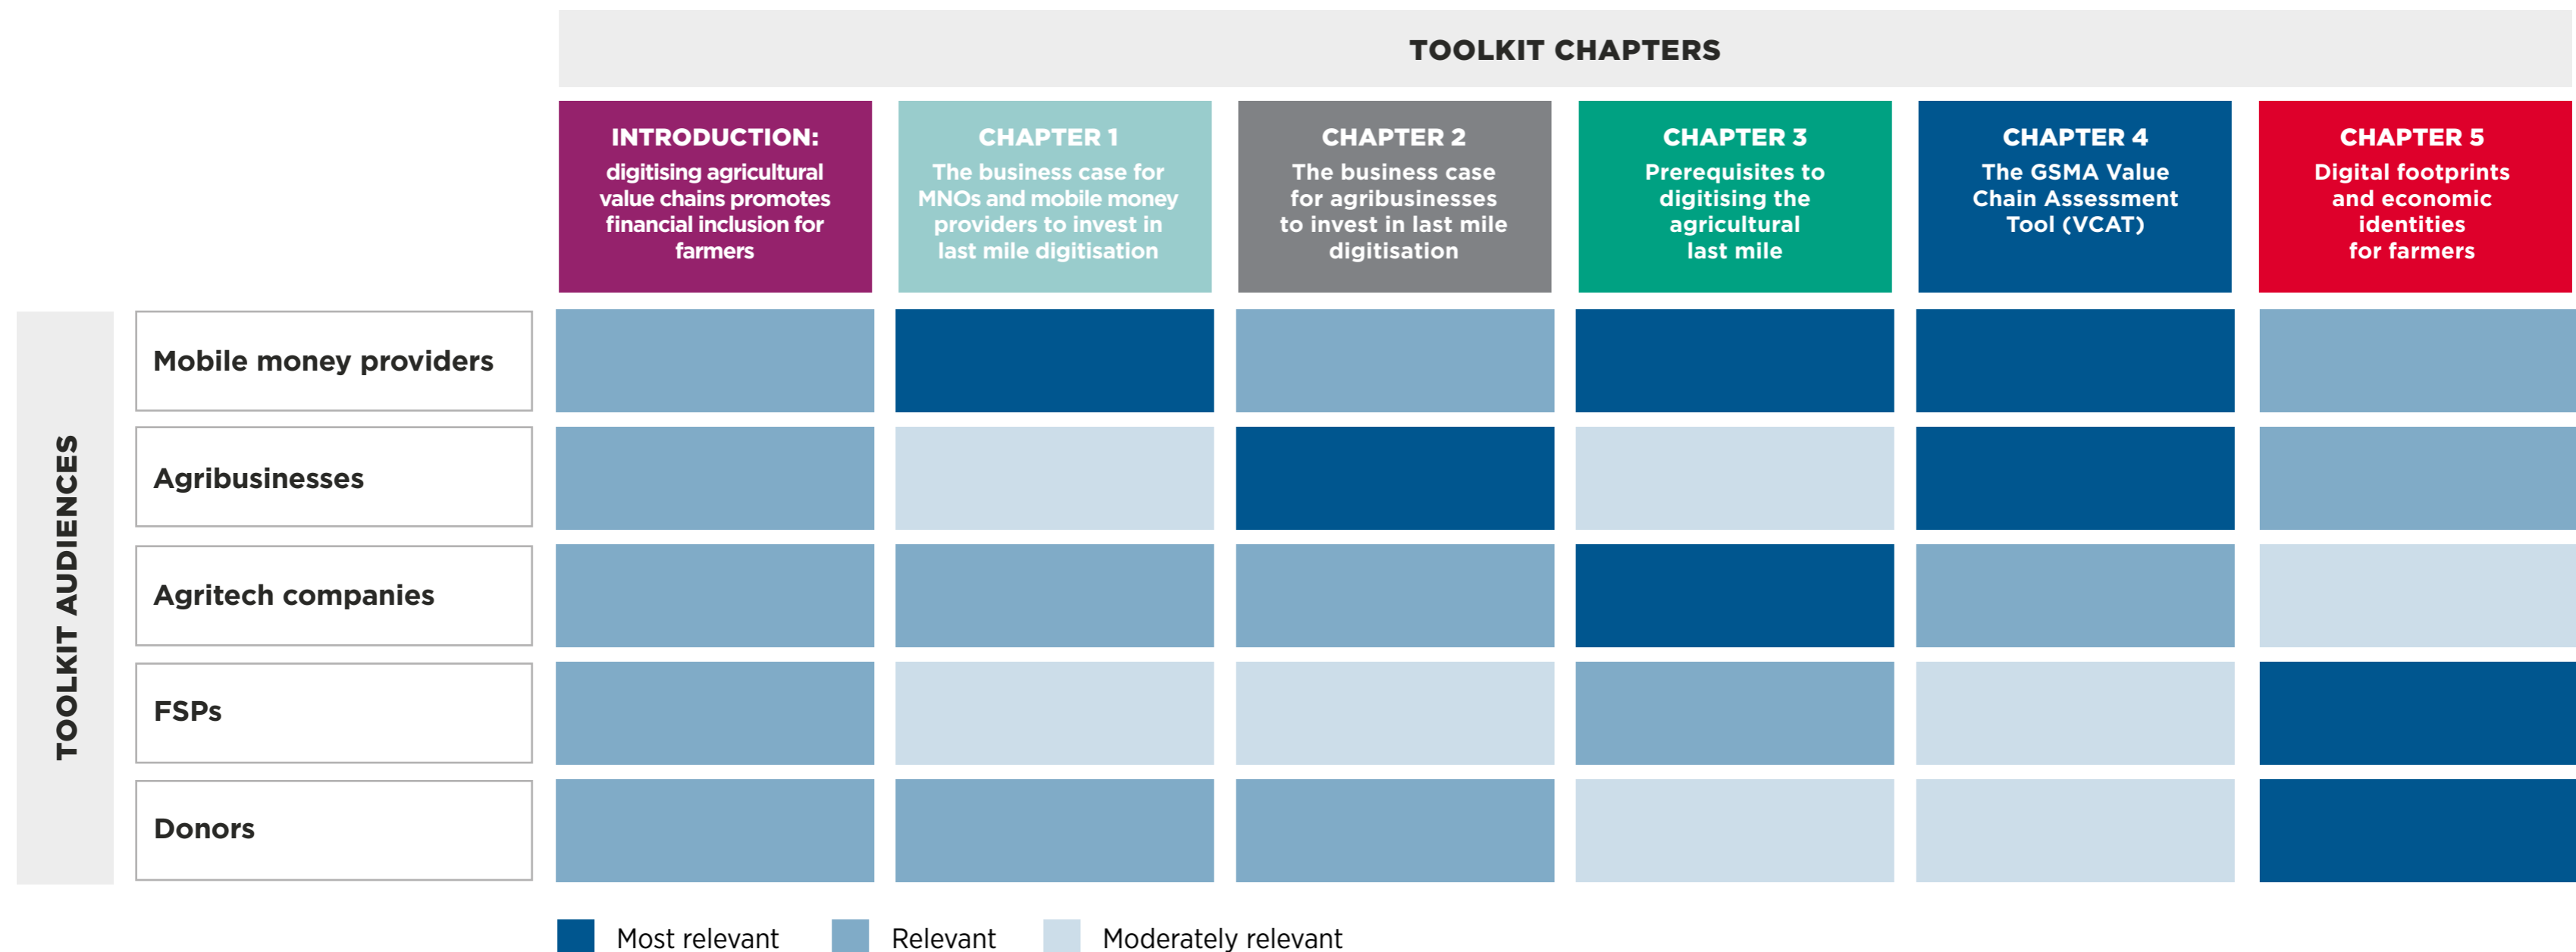 TOOLKIT CHAPTERS
INTRODUCTION:
digitising agricultural
value chains promotes
financial inclusion for
farmers
CHAPTER 1
The business case for
MNOs and mobile money
providers to invest in
last mile digitisation
CHAPTER 2
The business case
for agribusinesses
to invest in last mile
digitisation
CHAPTER 3
Prerequisites to
digitising the
agricultural
last mile
CHAPTER 4
The GSMA Value
Chain Assessment
Tool (VCAT)
CHAPTER 5
Digital footprints
and economic
identities
for farmers
TOOLKIT AUDIENCES
Mobile money providers
Agribusinesses
Agritech companies
FSPs
Donors
Most relevant
Relevant
Moderately relevant